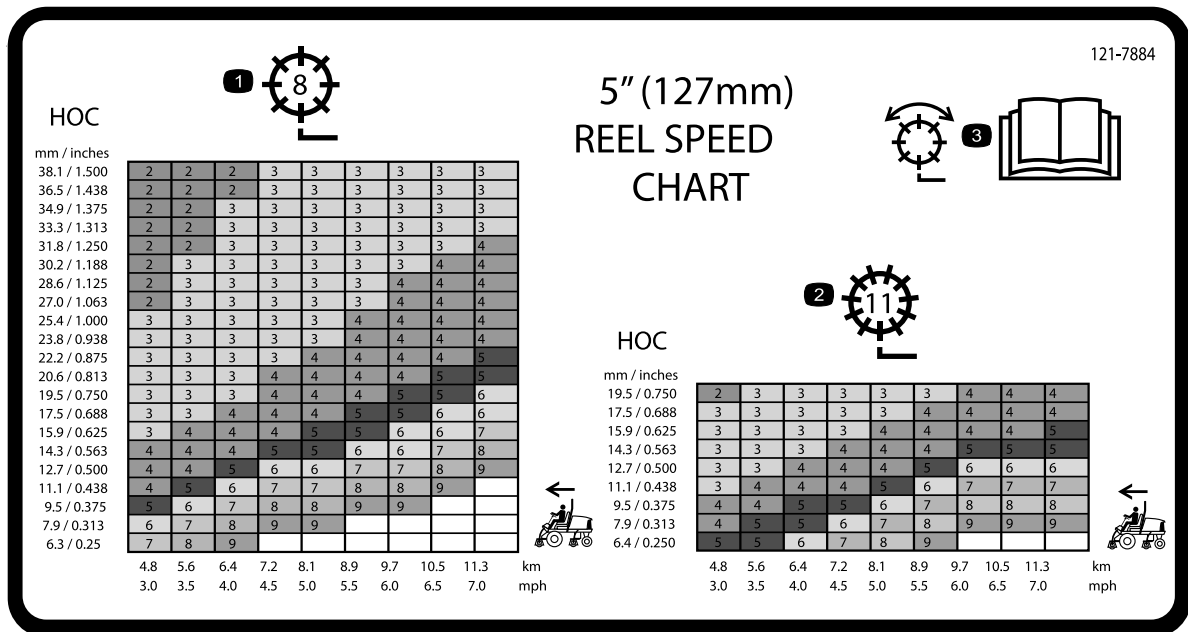 121-7884
1
8
5" (127mm)
REEL SPEED
CHART
3
HOC
mm / inches
38.1 / 1.500 2 2 2 3 3 3 3 3 3
36.5 / 1.438 2 2 2 3 3 3 3 3 3
34.9 / 1.375 2 2 3 3 3 3 3 3 3
33.3 / 1.313 2 2 3 3 3 3 3 3 3
31.8 / 1.250 2 2 3 3 3 3 3 3 4
30.2 / 1.188 2 3 3 3 3 3 3 4 4
28.6 / 1.125 2 3 3 3 3 3 4 4 4
27.0 / 1.063 2 3 3 3 3 3 4 4 4
25.4 / 1.000 3 3 3 3 3 4 4 4 4
23.8 / 0.938 3 3 3 3 3 4 4 4 4
22.2 / 0.875 3 3 3 3 4 4 4 4 5
20.6 / 0.813 3 3 3 4 4 4 4 5 5
19.5 / 0.750 3 3 3 4 4 4 5 5 6
17.5 / 0.688 3 3 4 4 4 5 5 6 6
15.9 / 0.625 3 4 4 4 5 5 6 6 7
14.3 / 0.563 4 4 4 5 5 6 6 7 8
12.7 / 0.500 4 4 5 6 6 7 7 8 9
11.1 / 0.438 4 5 6 7 7 8 8 9
9.5 / 0.375 5 6 7 8 8 9 9
7.9 / 0.313 6 7 8 9 9
6.3 / 0.25 7 8 9
4.8 5.6 6.4 7.2 8.1 8.9 9.7 10.5 11.3 km
3.0 3.5 4.0 4.5 5.0 5.5 6.0 6.5 7.0 mph
2
11
HOC
mm / inches
19.5 / 0.750 2 3 3 3 3 3 4 4 4
17.5 / 0.688 3 3 3 3 3 4 4 4 4
15.9 / 0.625 3 3 3 3 4 4 4 4 5
14.3 / 0.563 3 3 3 4 4 4 5 5 5
12.7 / 0.500 3 3 4 4 4 5 6 6 6
11.1 / 0.438 3 4 4 4 5 6 7 7 7
9.5 / 0.375 4 4 5 5 6 7 8 8 8
7.9 / 0.313 4 5 5 6 7 8 9 9 9
6.4 / 0.250 5 5 6 7 8 9
4.8 5.6 6.4 7.2 8.1 8.9 9.7 10.5 11.3 km
3.0 3.5 4.0 4.5 5.0 5.5 6.0 6.5 7.0 mph